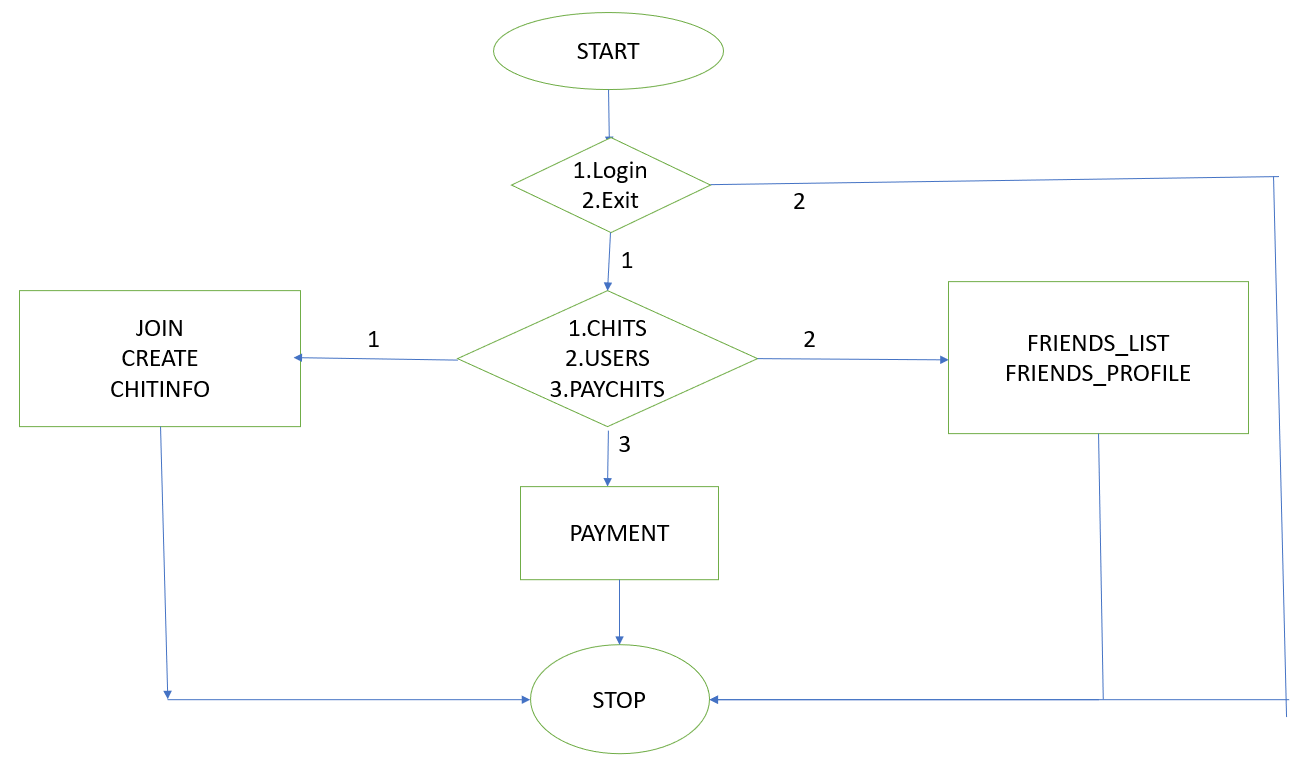 START
1.Login
2.Exit
2
1
JOIN
CREATE
CHITINFO
1
1.CHITS
2.USERS
3.PAYCHITS
2
FRIENDS_LIST
FRIENDS_PROFILE
3
PAYMENT
STOP